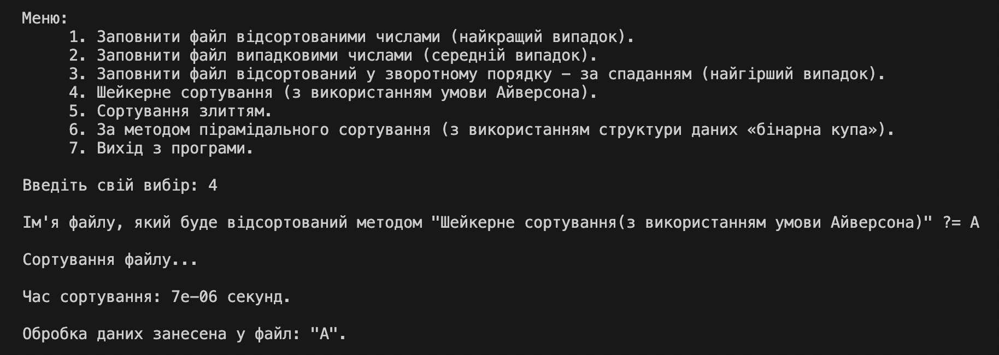 Меню:
1. Заповнити файл відсортованими числами (найкращий випадок).
2. Заповнити файл випадковими числами (середній випадок).
3. Заповнити файл відсортований у зворотному порядку – за спаданням (найгірший випадок).
4. Шейкерне сортування (з використанням умови Айверсона).
5. Сортування злиттям.
6. За методом пірамідального сортування (з використанням структури даних «бінарна купа»).
7. Вихід з програми.
Введіть свій вибір: 4
Ім'я файлу, який буде відсортований методом "Шейкерне сортування(з використанням умови Айверсона)" ?= A
Сортування файлу...
Час сортування: 7e-06 секунд.
Обробка даних занесена у файл: "A".